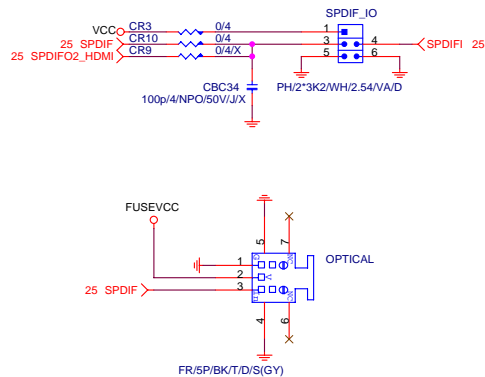 SPDIF_IO
VCC CR3 0/4 1
25 SPDIF CR10 0/4 3 4 SPDIFI 25
25 SPDIFO2_HDMI CR9 0/4/X 5 6
CBC34 PH/2*3K2/WH/2.54/VA/D
100p/4/NPO/50V/J/X
FUSEVCC
5 7
1 G NC OPTICAL
2 V
25 SPDIF 3 NC
4 6
FR/5P/BK/T/D/S(GY)